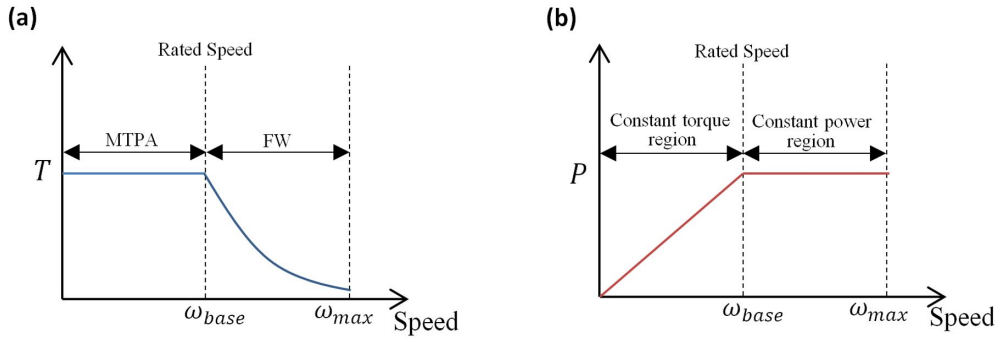 (a)
Rated Speed
MTPA
FW
T
ω_base
ω_max
Speed
(b)
Rated Speed
Constant torque
region
Constant power
region
P
ω_base
ω_max
Speed